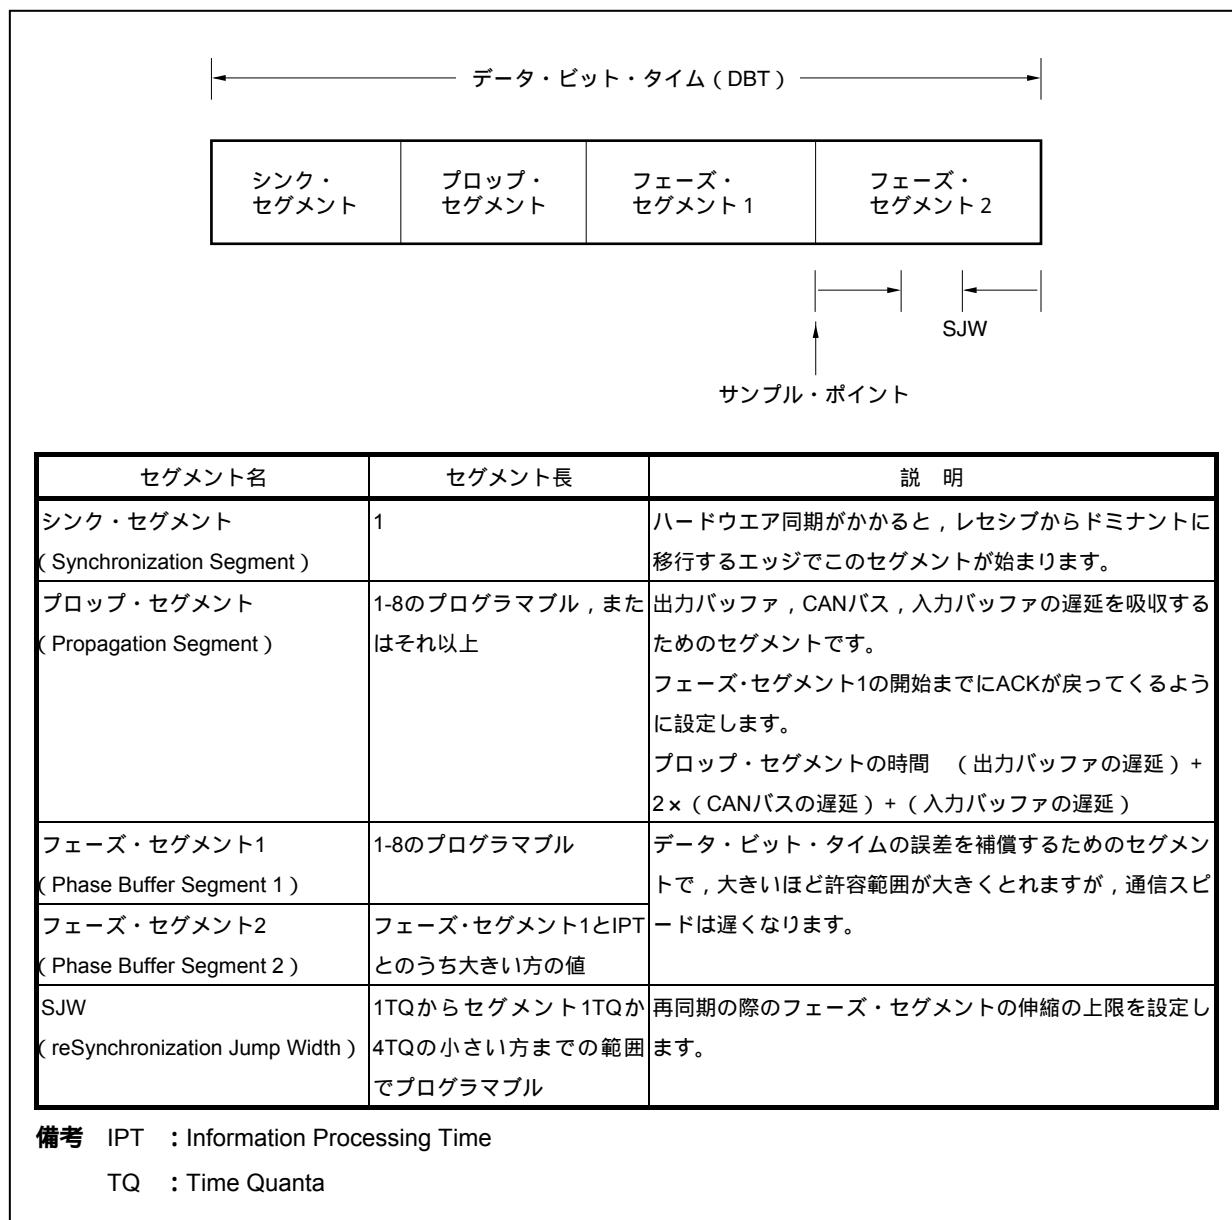 データ・ビット・タイム（DBT）
シンク・
セグメント
プロップ・
セグメント
フェーズ・
セグメント1
フェーズ・
セグメント2
SJW
サンプル・ポイント
セグメント名
セグメント長
説　明
シンク・セグメント
（Synchronization Segment）
1
ハードウエア同期がかかると，レセシブからドミナントに
移行するエッジでこのセグメントが始まります。
プロップ・セグメント
（Propagation Segment）
1-8のプログラマブル，また
はそれ以上
出力バッファ，CANバス，入力バッファの遅延を吸収する
ためのセグメントです。
フェーズ・セグメント1の開始までにACKが戻ってくるよう
に設定します。
プロップ・セグメントの時間　（出力バッファの遅延）+
2×（CANバスの遅延）+（入力バッファの遅延）
フェーズ・セグメント1
（Phase Buffer Segment 1）
1-8のプログラマブル
データ・ビット・タイムの誤差を補償するためのセグメン
トで，大きいほど許容範囲が大きくとれますが，通信スピ
ードは遅くなります。
フェーズ・セグメント2
（Phase Buffer Segment 2）
フェーズ・セグメント1とIPT
とのうち大きい方の値
SJW
（reSynchronization Jump Width）
1TQからセグメント1TQか
4TQの小さい方までの範囲
でプログラマブル
再同期の際のフェーズ・セグメントの伸縮の上限を設定し
ます。
備考　IPT　：Information Processing Time
TQ　：Time Quanta